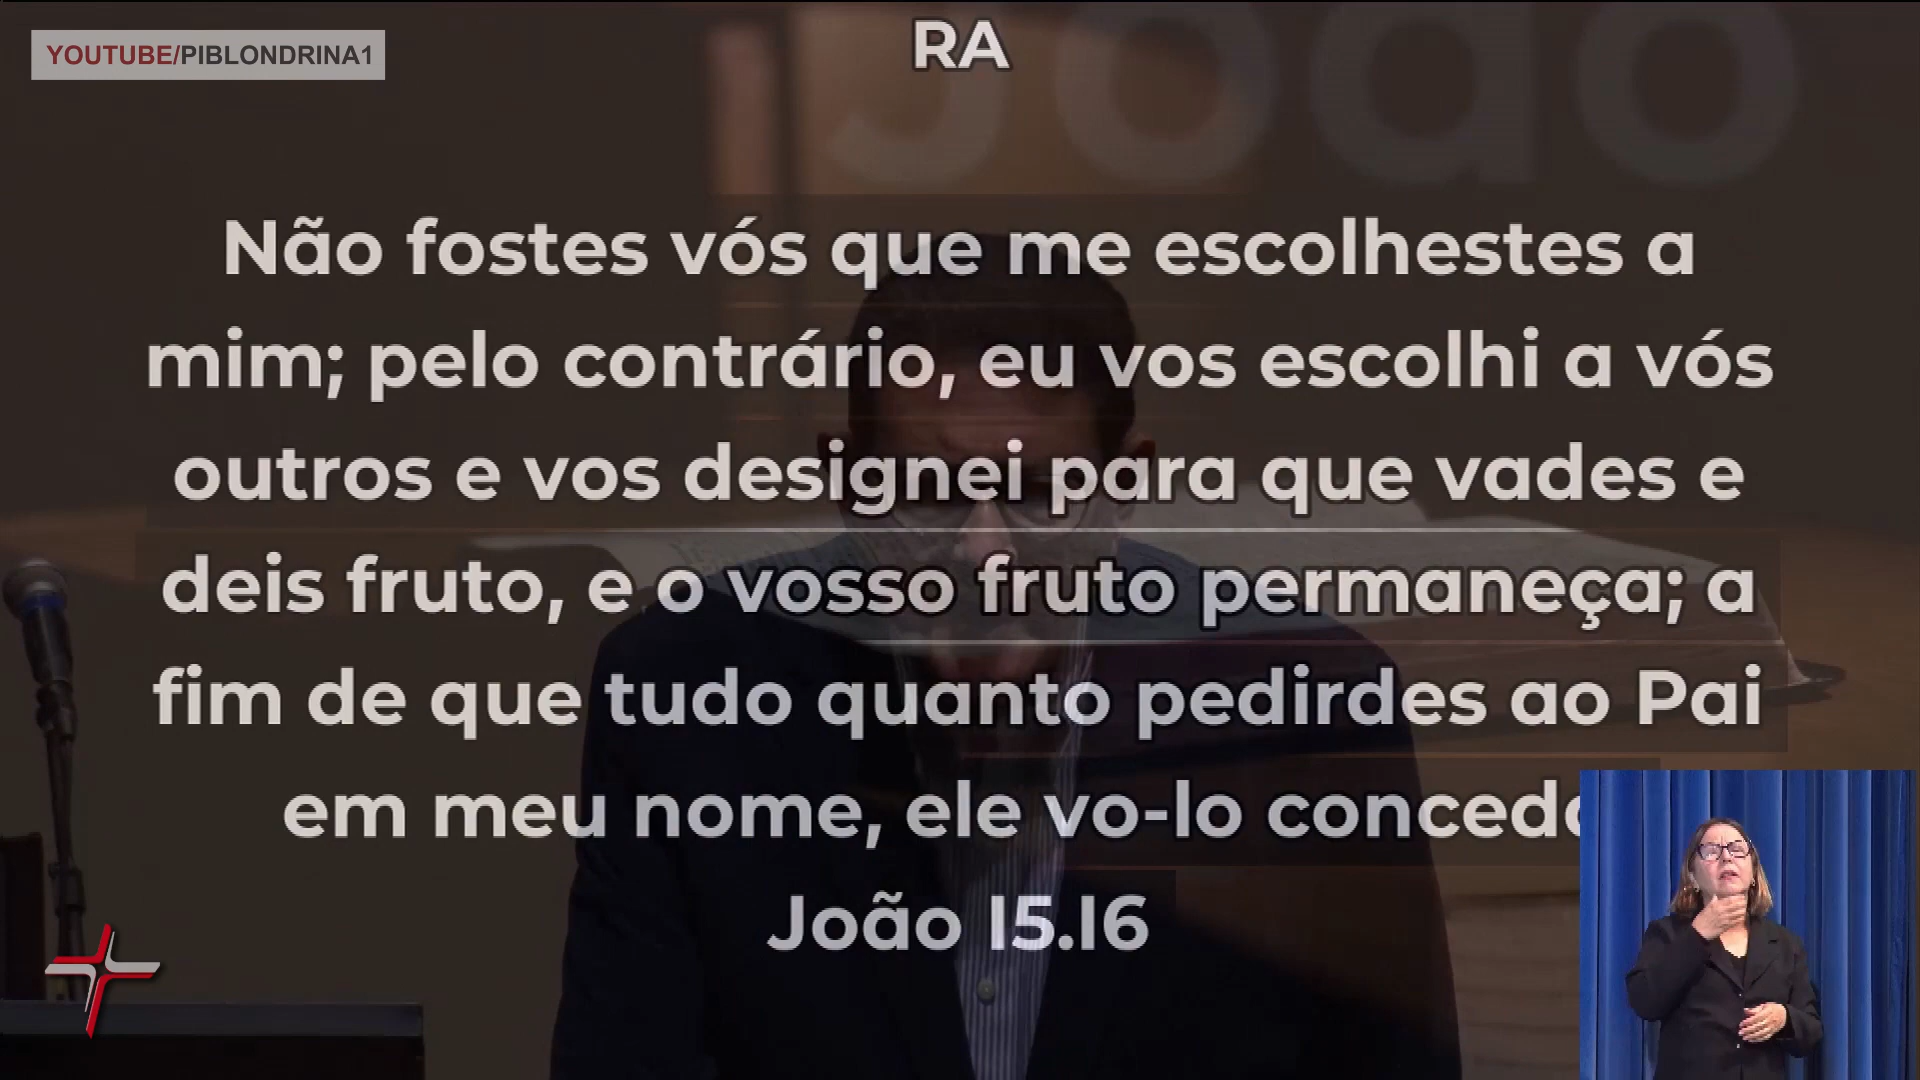 YOUTUBE/PIBLONDRINA1
RA
João
Não fostes vós que me escolhestes a
mim; pelo contrário, eu vos escolhi a vós
outros e vos designei para que vades e
deis fruto, e o vosso fruto permaneça; a
fim de que tudo quanto pedirdes ao Pai
em meu nome, ele vo-lo conceda
João 15.16